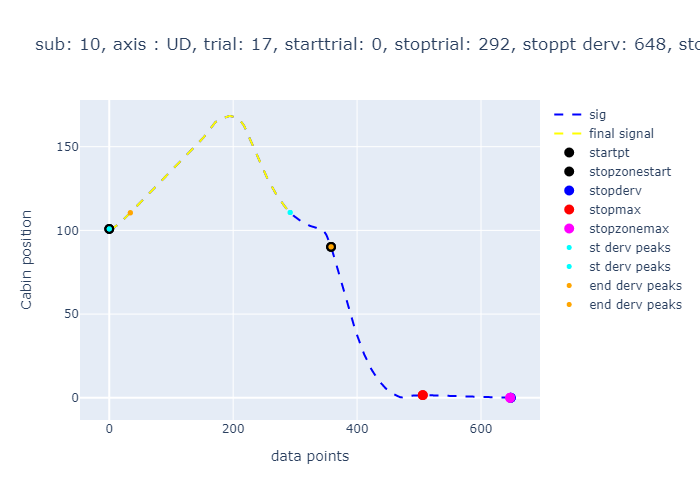 sub: 10, axis : UD, trial: 17, starttrial: 0, stoptrial: 292, stoppt derv: 648, sto
sig
final signal
startpt
stopzonestart
stopderv
stopmax
stopzonemax
st derv peaks
st derv peaks
end derv peaks
end derv peaks
Cabin position
150
100
50
0
0
200
400
600
data points